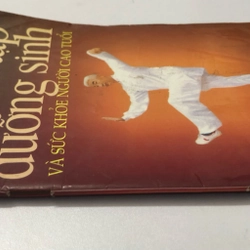 dưỡng sinh
VÀ SỨC KHỎE NGƯỜI CAO TUỔI